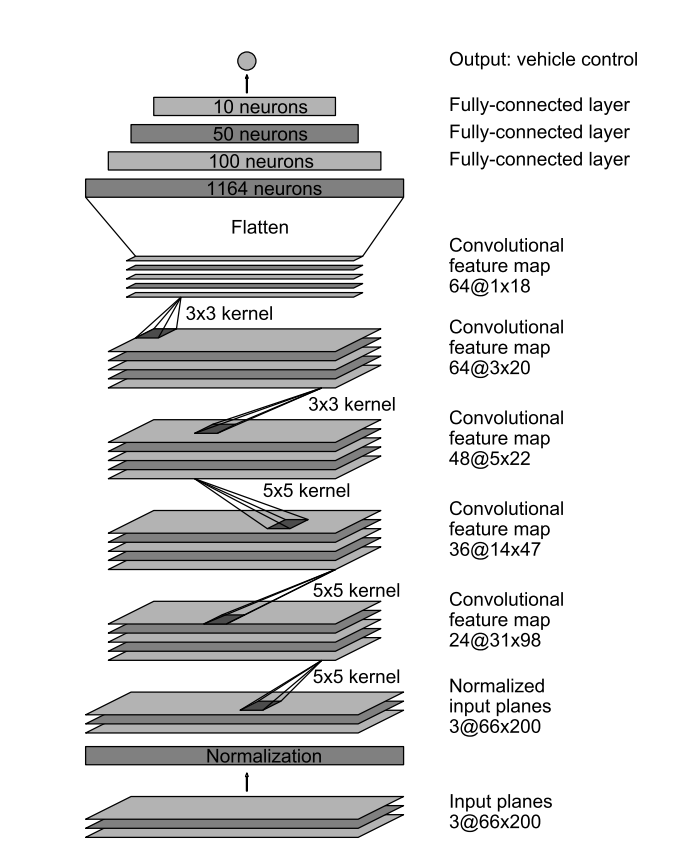 Output: vehicle control
10 neurons
Fully-connected layer
50 neurons
Fully-connected layer
100 neurons
Fully-connected layer
1164 neurons
Flatten
Convolutional
feature map
64@1x18
3x3 kernel
Convolutional
feature map
64@3x20
3x3 kernel
Convolutional
feature map
48@5x22
5x5 kernel
Convolutional
feature map
36@14x47
5x5 kernel
Convolutional
feature map
24@31x98
5x5 kernel
Normalized
input planes
3@66x200
Normalization
Input planes
3@66x200